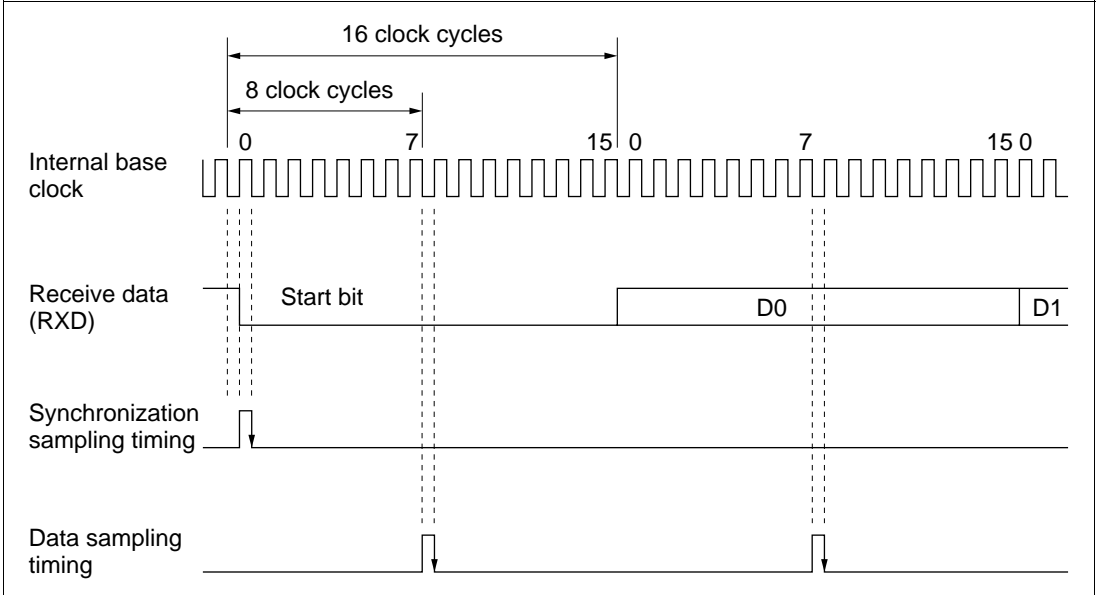 16 clock cycles
8 clock cycles
0 7 15 0 7 15 0
Internal base
clock
Receive data
(RXD)
Start bit D0 D1
Synchronization
sampling timing
Data sampling
timing